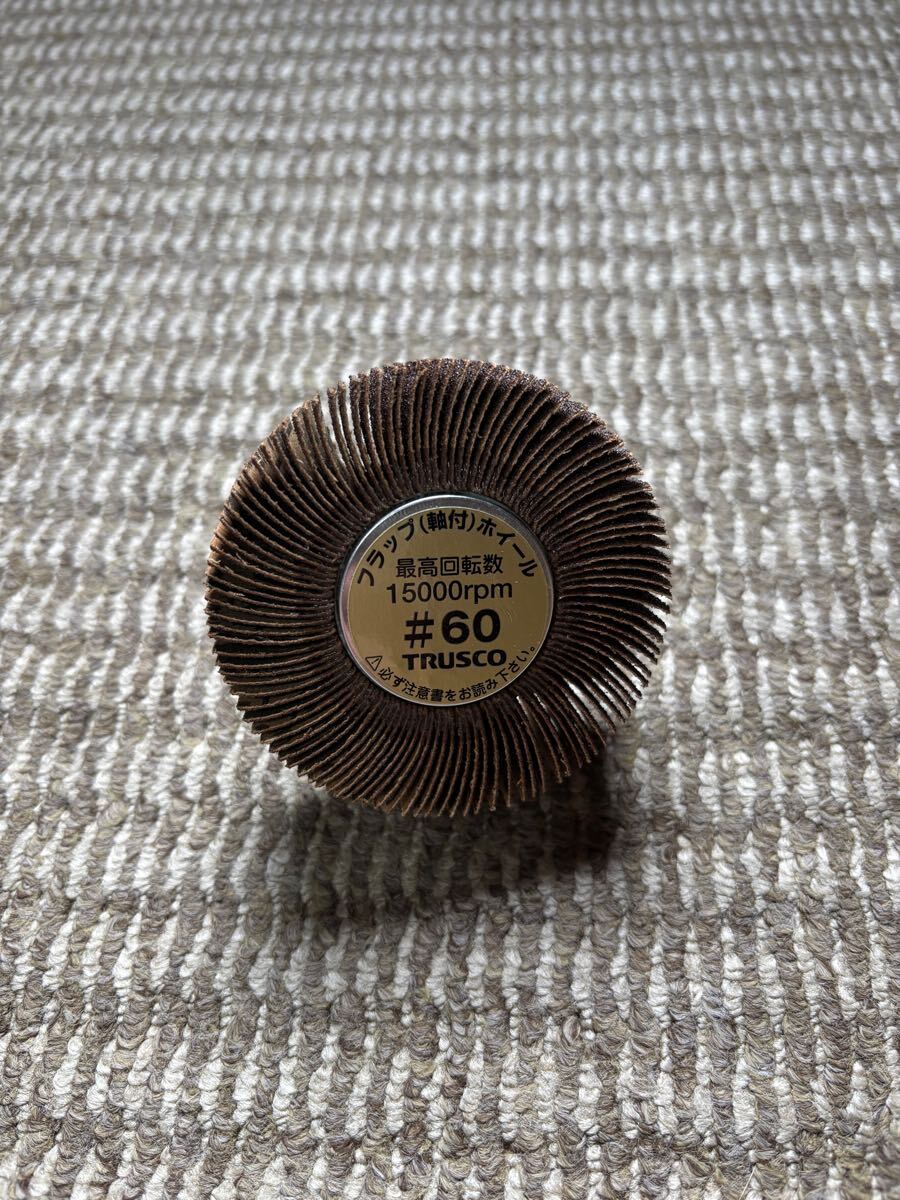 フラップ(軸付)ホイール
最高回転数
15000rpm
#60
TRUSCO
⚠必ず注意書をお読み下さい。